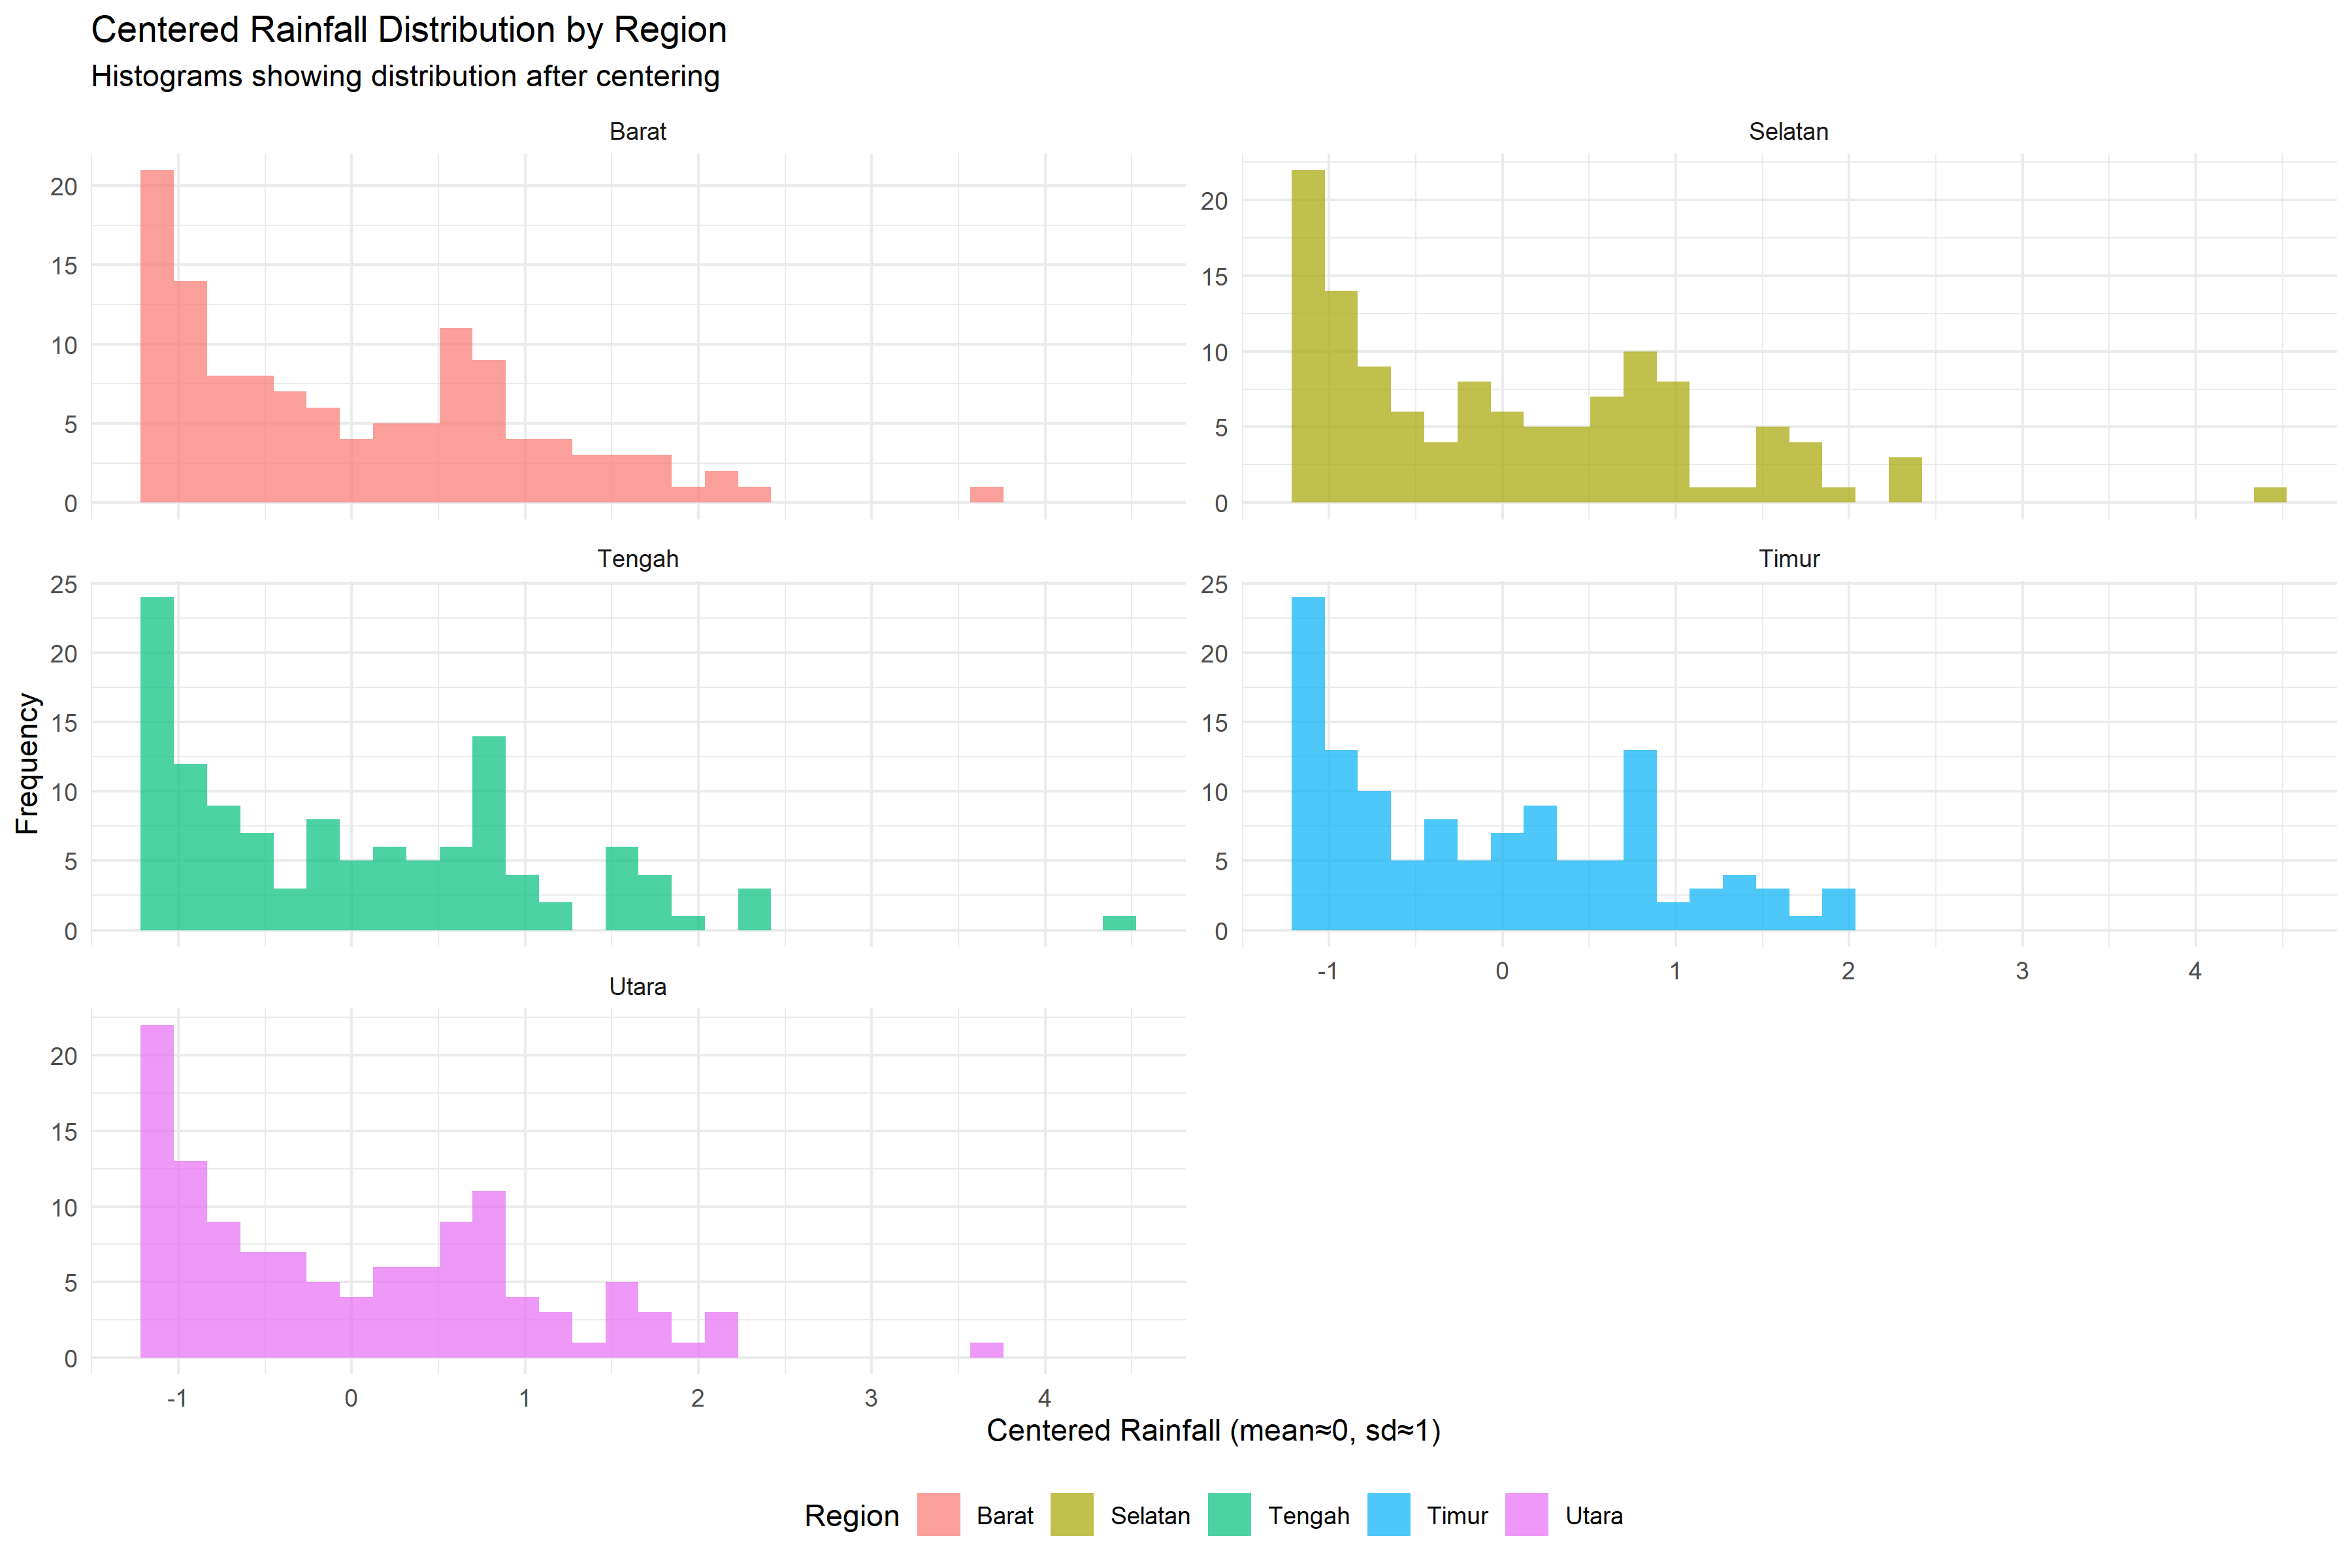 Centered Rainfall Distribution by Region
Histograms showing distribution after centering
Barat
20
15
10
5
0
Selatan
20
15
10
5
0
Tengah
25
20
15
10
5
0
Timur
25
20
15
10
5
0
-1 0 1 2 3 4
Utara
20
15
10
5
0
-1 0 1 2 3 4
Frequency
Centered Rainfall (mean≈0, sd≈1)
Region Barat Selatan Tengah Timur Utara